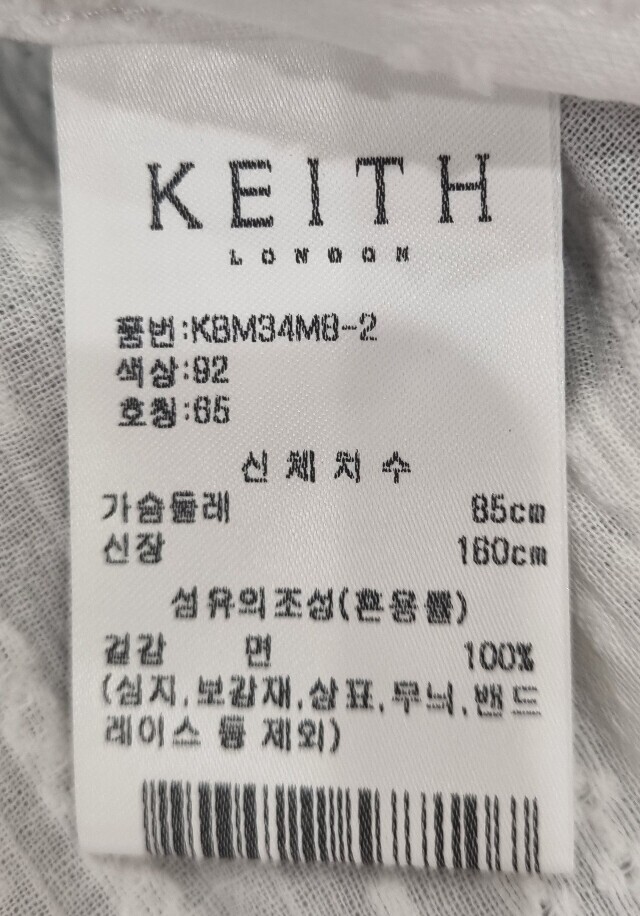 KEITH
LONDON
품번:KBM34MB-2
색상:92
호칭:65
신체치수
가슴둘레 85cm
신장 160cm
섬유의조성(혼용률)
겉감 면 100%
(심지,보강재,상표,무늬,밴드
레이스 등 제외)